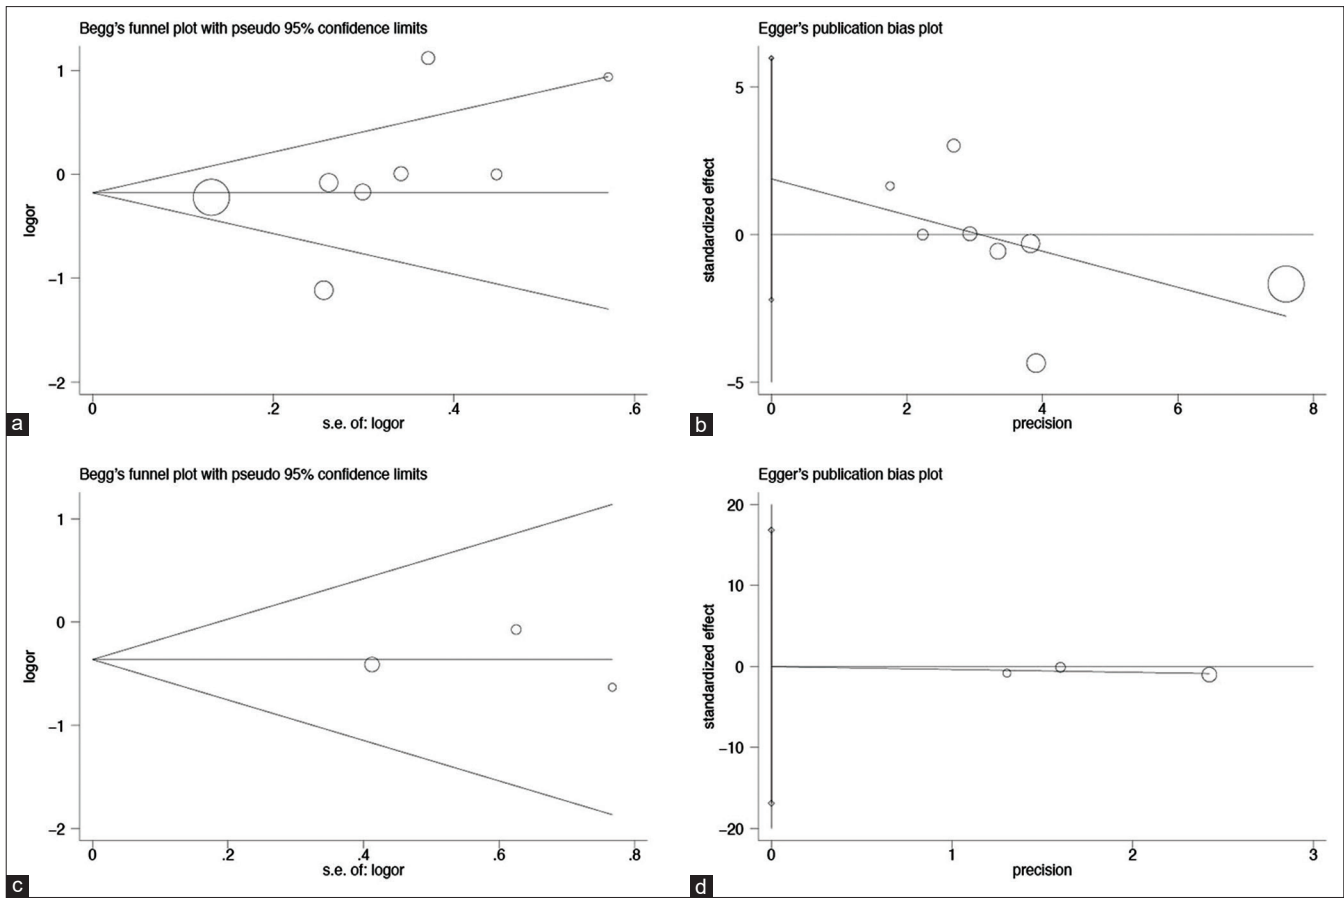 Begg's funnel plot with pseudo 95% confidence limits
1
0
−1
−2
logor
0 .2 .4 .6
s.e. of: logor
a
Egger's publication bias plot
5
0
−5
standardized effect
0 2 4 6 8
precision
b
Begg's funnel plot with pseudo 95% confidence limits
1
0
−1
−2
logor
0 .2 .4 .6 .8
s.e. of: logor
c
Egger's publication bias plot
20
10
0
−10
−20
standardized effect
0 1 2 3
precision
d